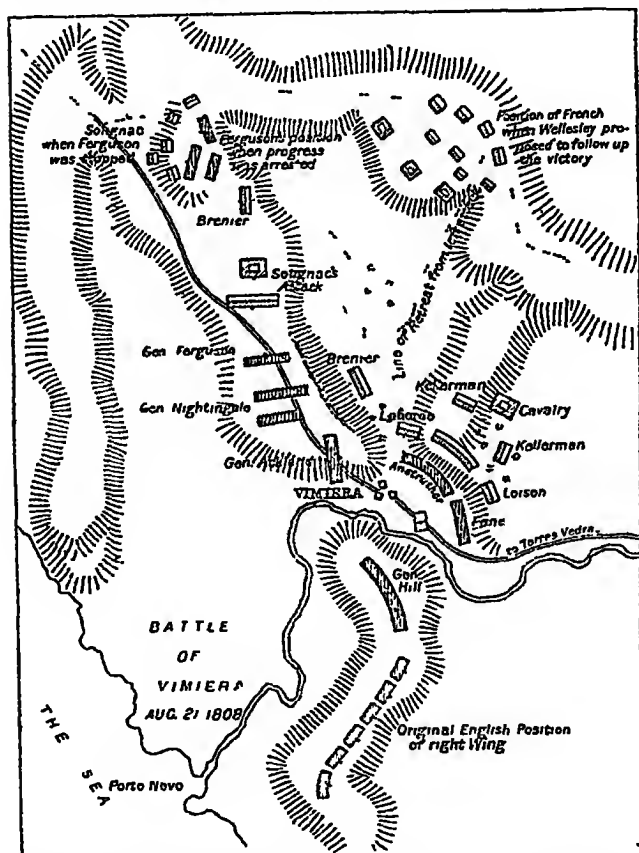 Solignac
when Ferguson
was stopped
Ferguson's position
when progress
was arrested
Position of French
when Wellesley pro-
posed to follow up
the victory
Brenier
Solignac's
Attack
Line of Retreat from
Gen Ferguson
Brenier
Kellerman
Cavalry
Gen Nightingale
Laborde
Kellerman
Gen.
Anstruther
VIMIERA
Loison
Fane
to Torres Vedras
Gen
Hill
BATTLE
OF
VIMIERA
AUG. 21 1808
Original English Position
of right Wing
THE SEA
Porto Novo